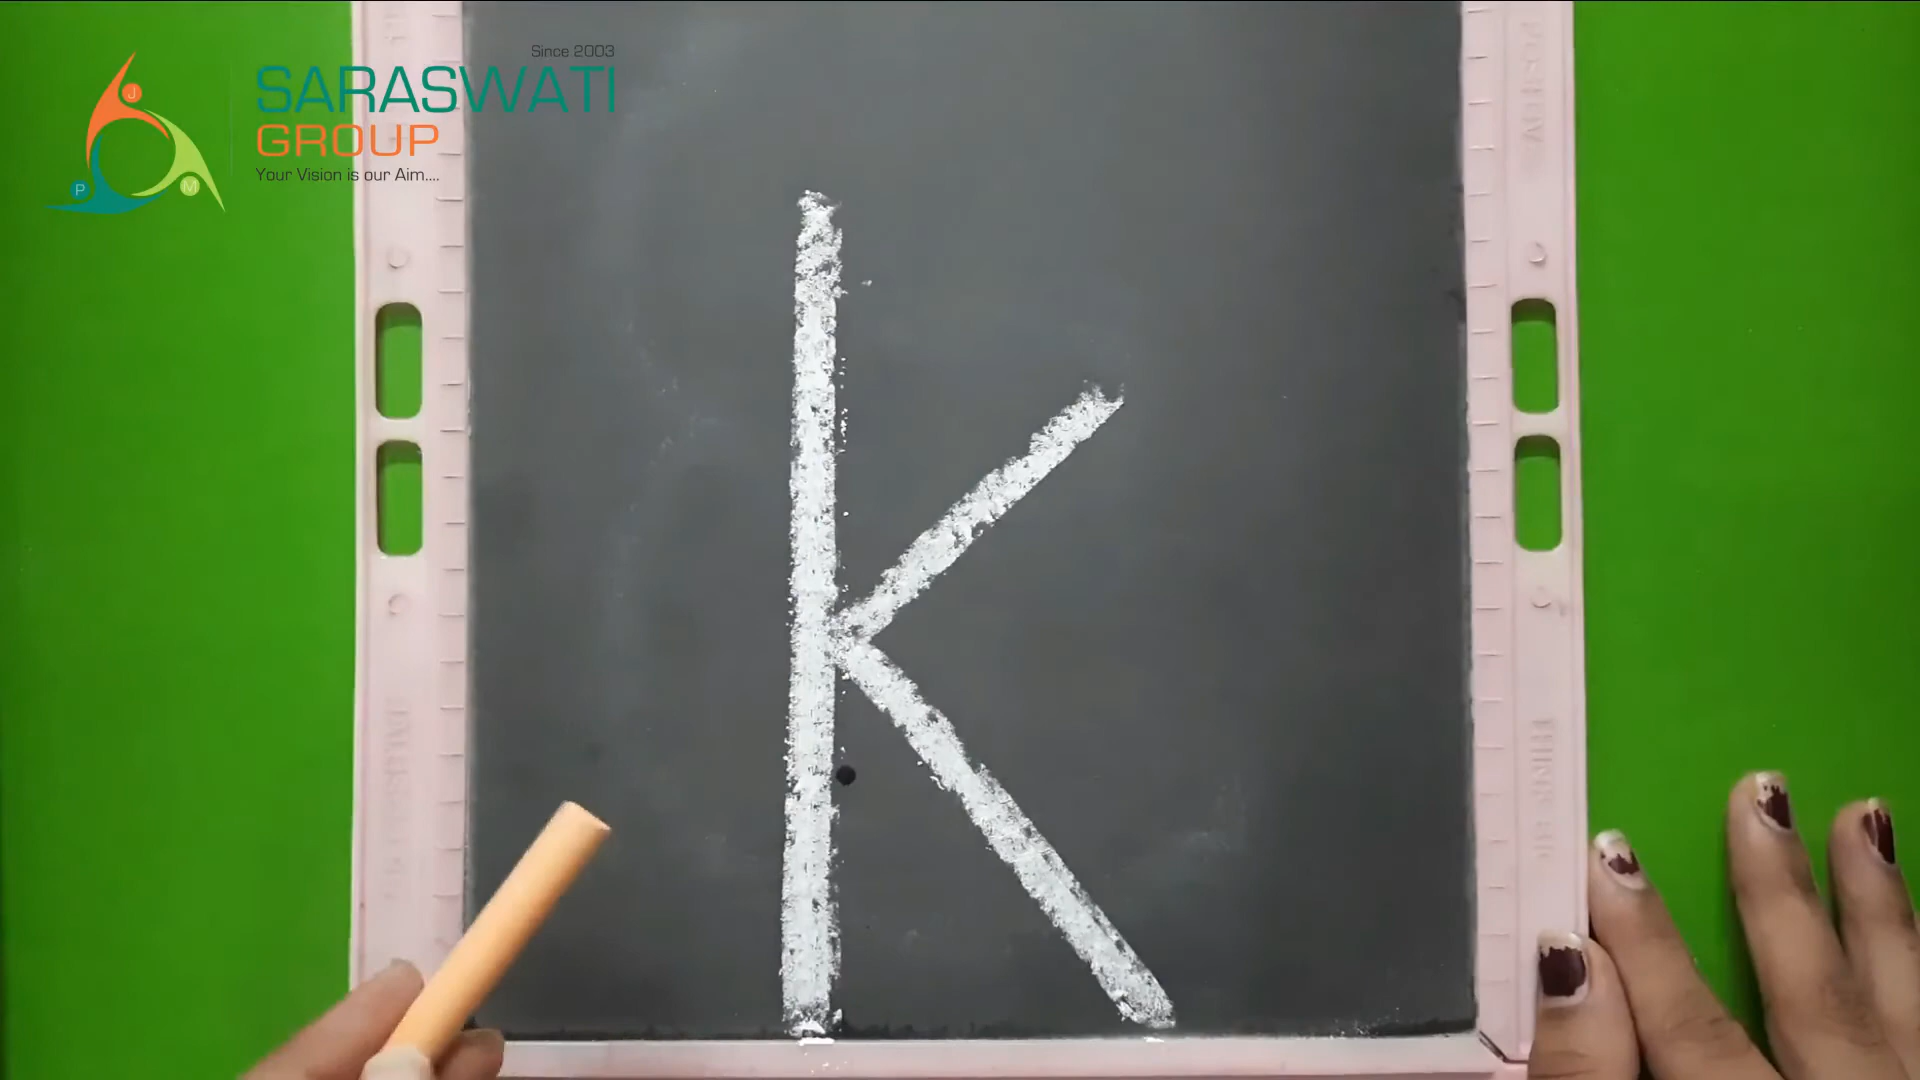 Since 2003
SARASWATI
GROUP
Your Vision is our Aim....
J
P
M
k